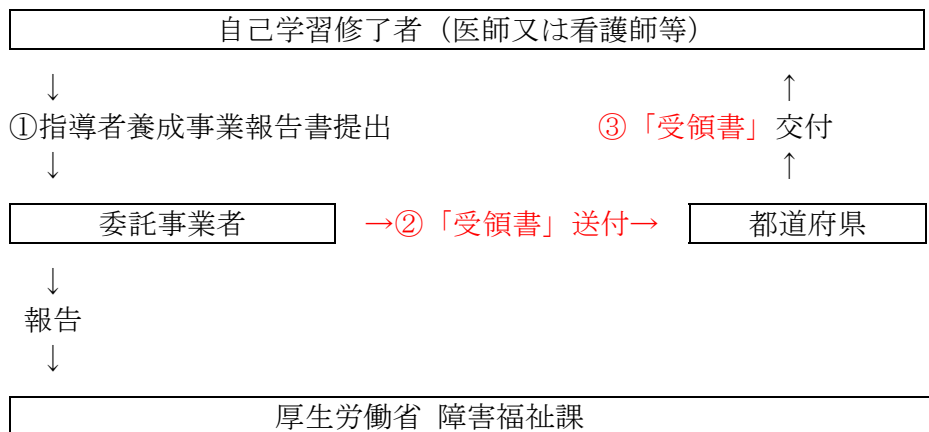 自己学習修了者（医師又は看護師等）
↓ ↑
①指導者養成事業報告書提出 ③「受領書」交付
↓ ↑
委託事業者 →②「受領書」送付→ 都道府県
↓
報告
↓
厚生労働省 障害福祉課